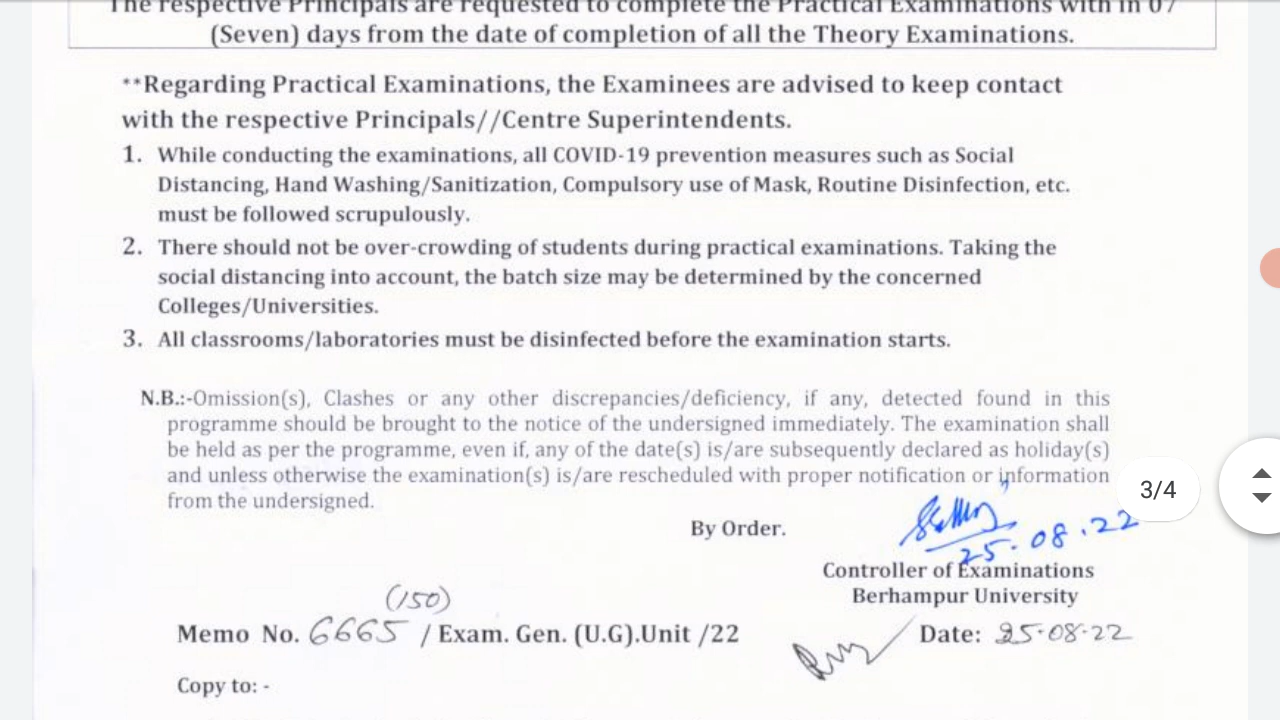 The respective Principals are requested to complete the Practical Examinations with in 07
(Seven) days from the date of completion of all the Theory Examinations.
**Regarding Practical Examinations, the Examinees are advised to keep contact
with the respective Principals//Centre Superintendents.
1. While conducting the examinations, all COVID-19 prevention measures such as Social
Distancing, Hand Washing/Sanitization, Compulsory use of Mask, Routine Disinfection, etc.
must be followed scrupulously.
2. There should not be over-crowding of students during practical examinations. Taking the
social distancing into account, the batch size may be determined by the concerned
Colleges/Universities.
3. All classrooms/laboratories must be disinfected before the examination starts.
N.B.:-Omission(s), Clashes or any other discrepancies/deficiency, if any, detected found in this
programme should be brought to the notice of the undersigned immediately. The examination shall
be held as per the programme, even if, any of the date(s) is/are subsequently declared as holiday(s)
and unless otherwise the examination(s) is/are rescheduled with proper notification or information
from the undersigned.
3/4
By Order.
25.08.22
Controller of Examinations
Berhampur University
(150)
Memo No. 6665 / Exam. Gen. (U.G).Unit /22
Date: 25-08-22
Copy to: -